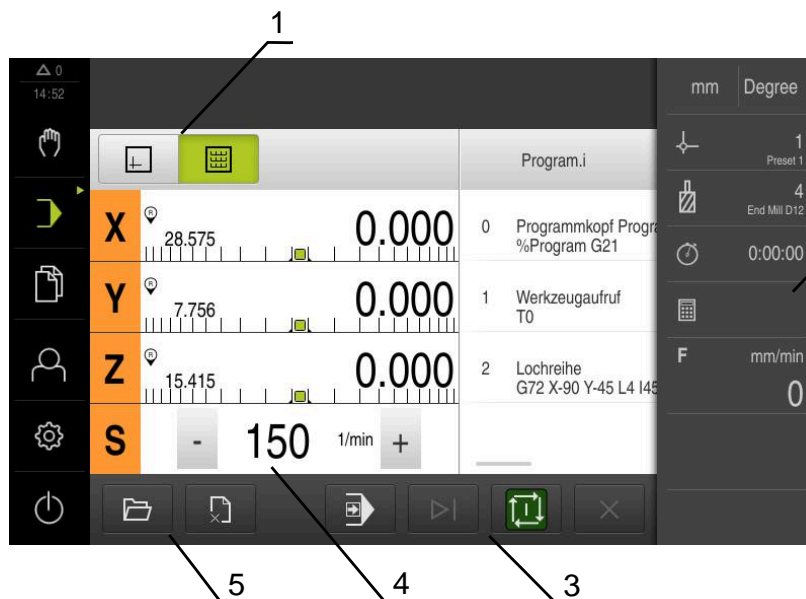 1
0
14:52
mm Degree
1
Preset 1
Program.i
4
End Mill D12
X R 28.575 0.000
0 Programmkopf Progra
%Program G21
0:00:00
Y R 7.756 0.000
1 Werkzeugaufruf
T0
Z R 15.415 0.000
2 Lochreihe
G72 X-90 Y-45 L4 I45
F mm/min
0
S - 150 1/min +
5 4 3